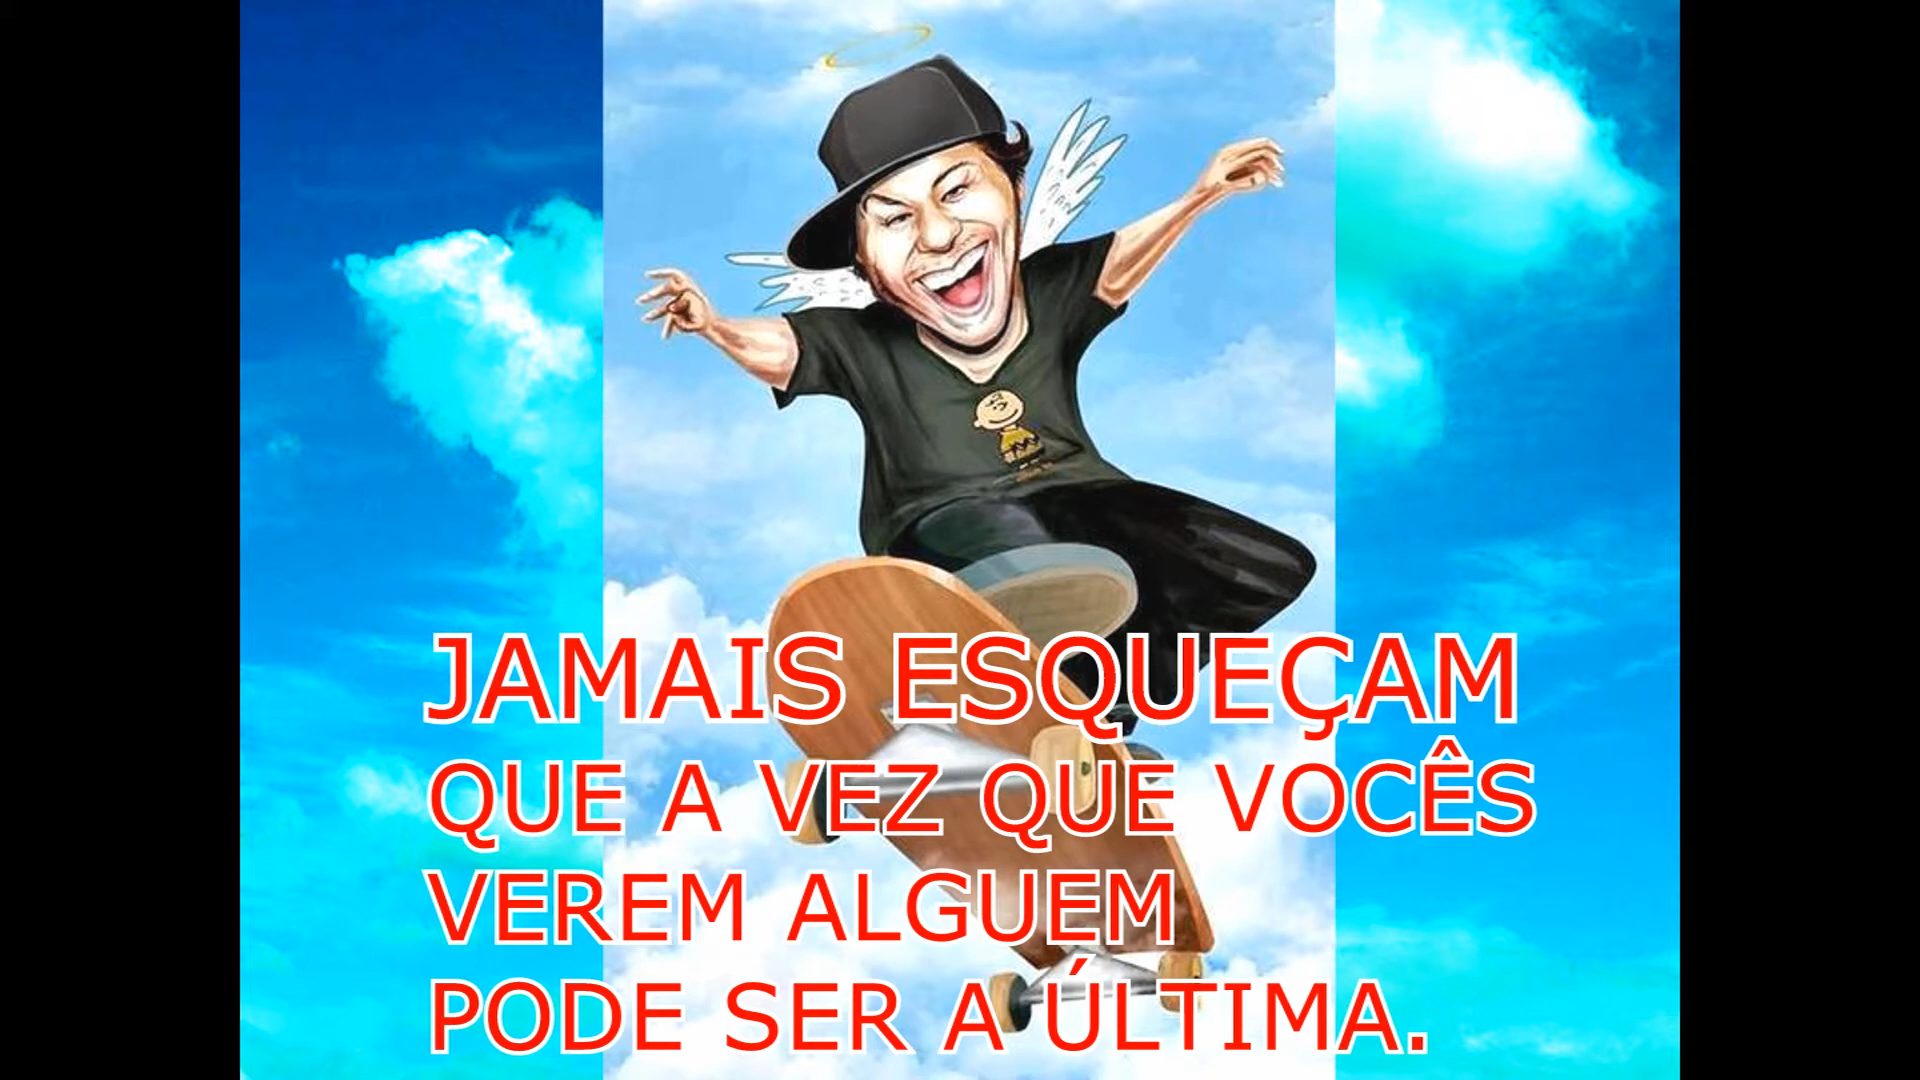 JAMAIS ESQUEÇAM
QUE A VEZ QUE VOCÊS
VEREM ALGUEM
PODE SER A ÚLTIMA.